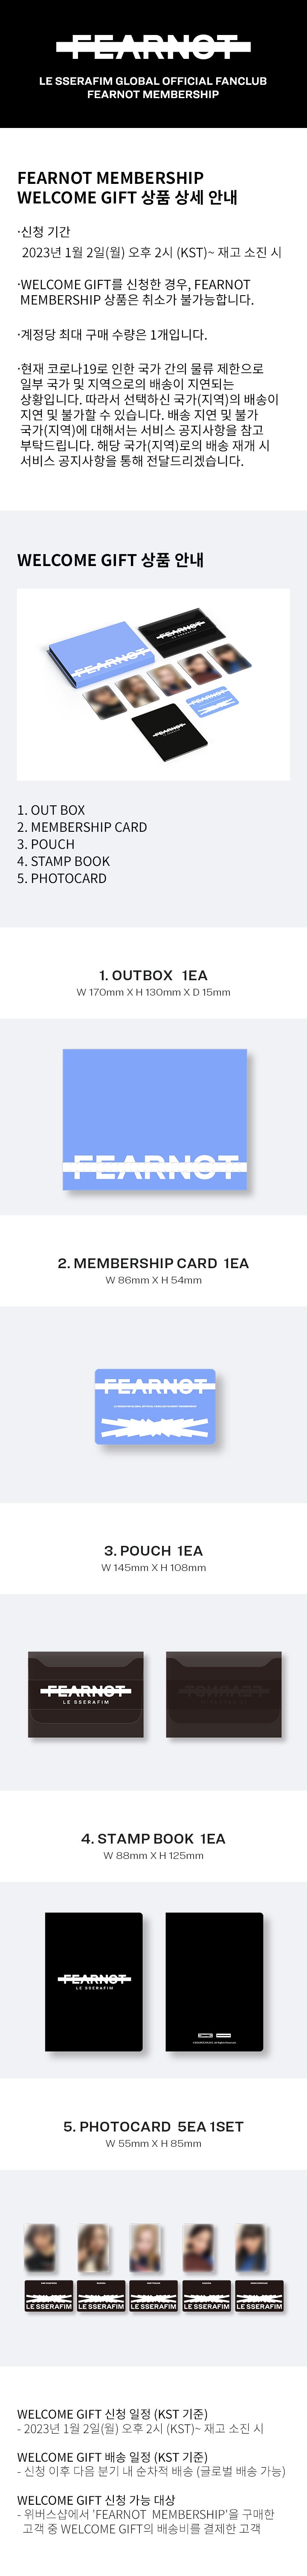 FEARNOT
LE SSERAFIM GLOBAL OFFICIAL FANCLUB
FEARNOT MEMBERSHIP
FEARNOT MEMBERSHIP
WELCOME GIFT 상품 상세 안내
·신청 기간
2023년 1월 2일(월) 오후 2시 (KST)~ 재고 소진 시
·WELCOME GIFT를 신청한 경우, FEARNOT
MEMBERSHIP 상품은 취소가 불가능합니다.
·계정당 최대 구매 수량은 1개입니다.
·현재 코로나19로 인한 국가 간의 물류 제한으로
일부 국가 및 지역으로의 배송이 지연되는
상황입니다. 따라서 선택하신 국가(지역)의 배송이
지연 및 불가할 수 있습니다. 배송 지연 및 불가
국가(지역)에 대해서는 서비스 공지사항을 참고
부탁드립니다. 해당 국가(지역)로의 배송 재개 시
서비스 공지사항을 통해 전달드리겠습니다.
WELCOME GIFT 상품 안내
FEARNOT
FEARNOT
FEARNOT
FEARNOT
1. OUT BOX
2. MEMBERSHIP CARD
3. POUCH
4. STAMP BOOK
5. PHOTOCARD
1. OUTBOX 1EA
W 170mm X H 130mm X D 15mm
FEARNOT
2. MEMBERSHIP CARD 1EA
W 86mm X H 54mm
FEARNOT
LE SSERAFIM GLOBAL OFFICIAL FANCLUB FEARNOT MEMBERSHIP
3. POUCH 1EA
W 145mm X H 108mm
FEARNOT
LE SSERAFIM
4. STAMP BOOK 1EA
W 88mm X H 125mm
FEARNOT
LE SSERAFIM
5. PHOTOCARD 5EA 1SET
W 55mm X H 85mm
LE SSERAFIM LE SSERAFIM LE SSERAFIM LE SSERAFIM LE SSERAFIM
WELCOME GIFT 신청 일정 (KST 기준)
- 2023년 1월 2일(월) 오후 2시 (KST)~ 재고 소진 시
WELCOME GIFT 배송 일정 (KST 기준)
- 신청 이후 다음 분기 내 순차적 배송 (글로벌 배송 가능)
WELCOME GIFT 신청 가능 대상
- 위버스샵에서 'FEARNOT MEMBERSHIP'을 구매한
고객 중 WELCOME GIFT의 배송비를 결제한 고객